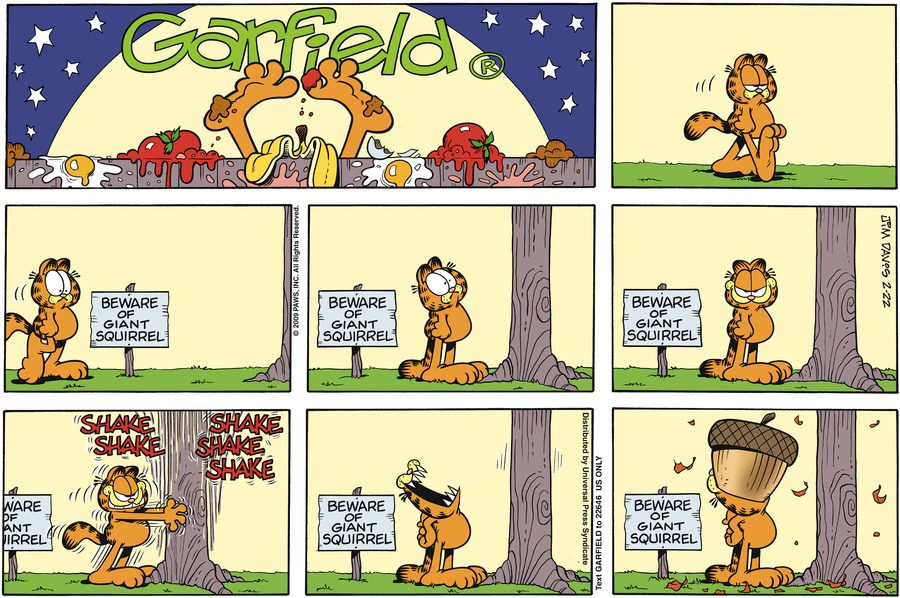 Garfield ®
BEWARE
OF
GIANT
SQUIRREL
© 2009 PAWS, INC. All Rights Reserved.
BEWARE
OF
GIANT
SQUIRREL
BEWARE
OF
GIANT
SQUIRREL
JIM DAVIS 2-22
WARE
OF
ANT
IRREL
SHAKE
SHAKE
SHAKE
SHAKE
SHAKE
BEWARE
OF
GIANT
SQUIRREL
Distributed by Universal Press Syndicate
Text GARFIELD to 22646 US ONLY
BEWARE
OF
GIANT
SQUIRREL